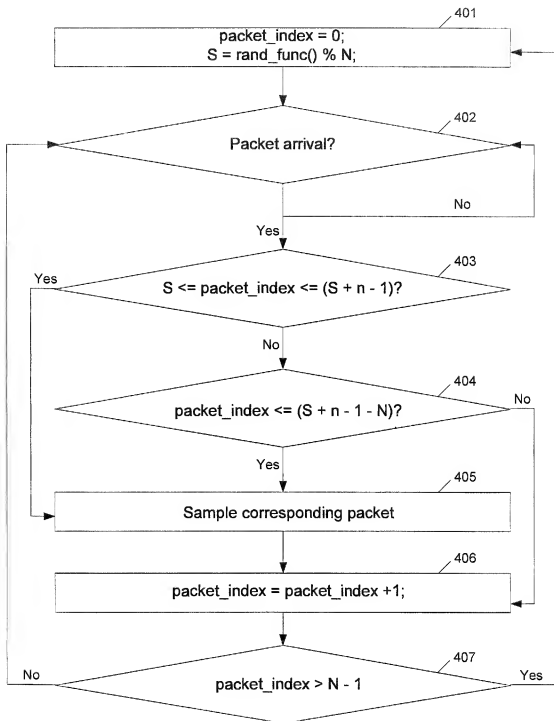 401
packet_index = 0;
S = rand_func() % N;
402
Packet arrival?
No
Yes
403
Yes
S <= packet_index <= (S + n - 1)?
No
404
No
packet_index <= (S + n - 1 - N)?
Yes
405
Sample corresponding packet
406
packet_index = packet_index +1;
407
No
Yes
packet_index > N - 1